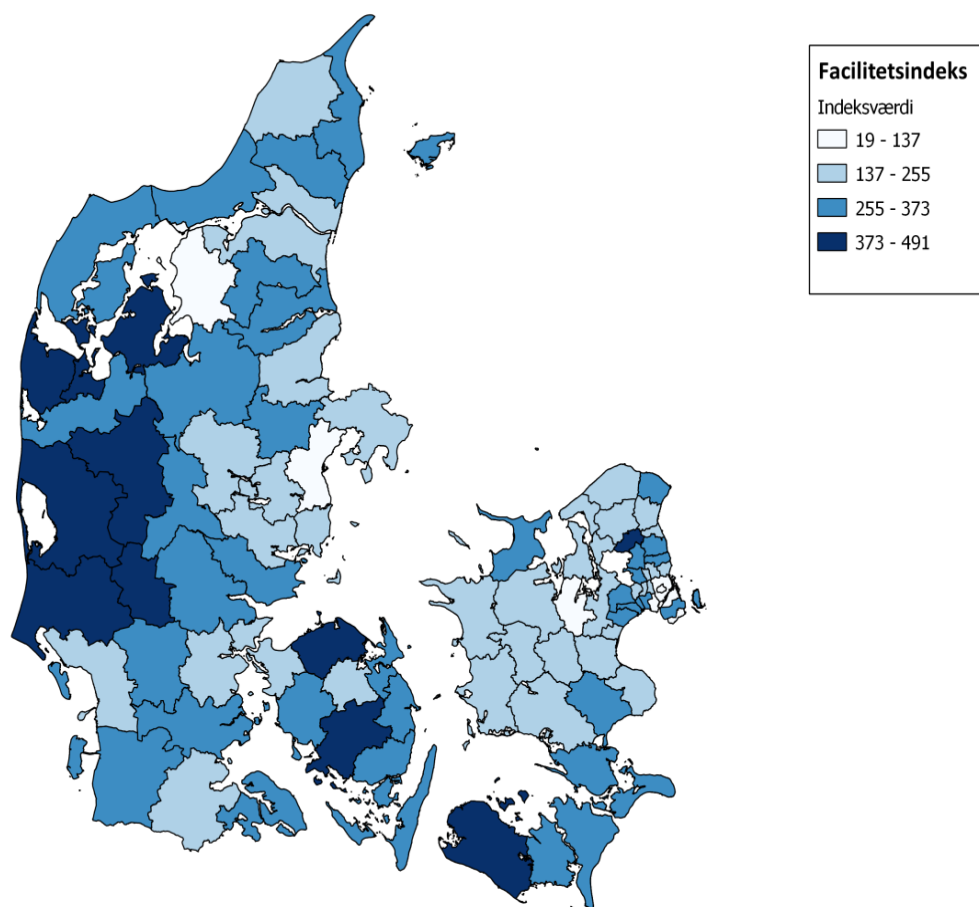 Facilitetsindeks
Indeksværdi
19 - 137
137 - 255
255 - 373
373 - 491